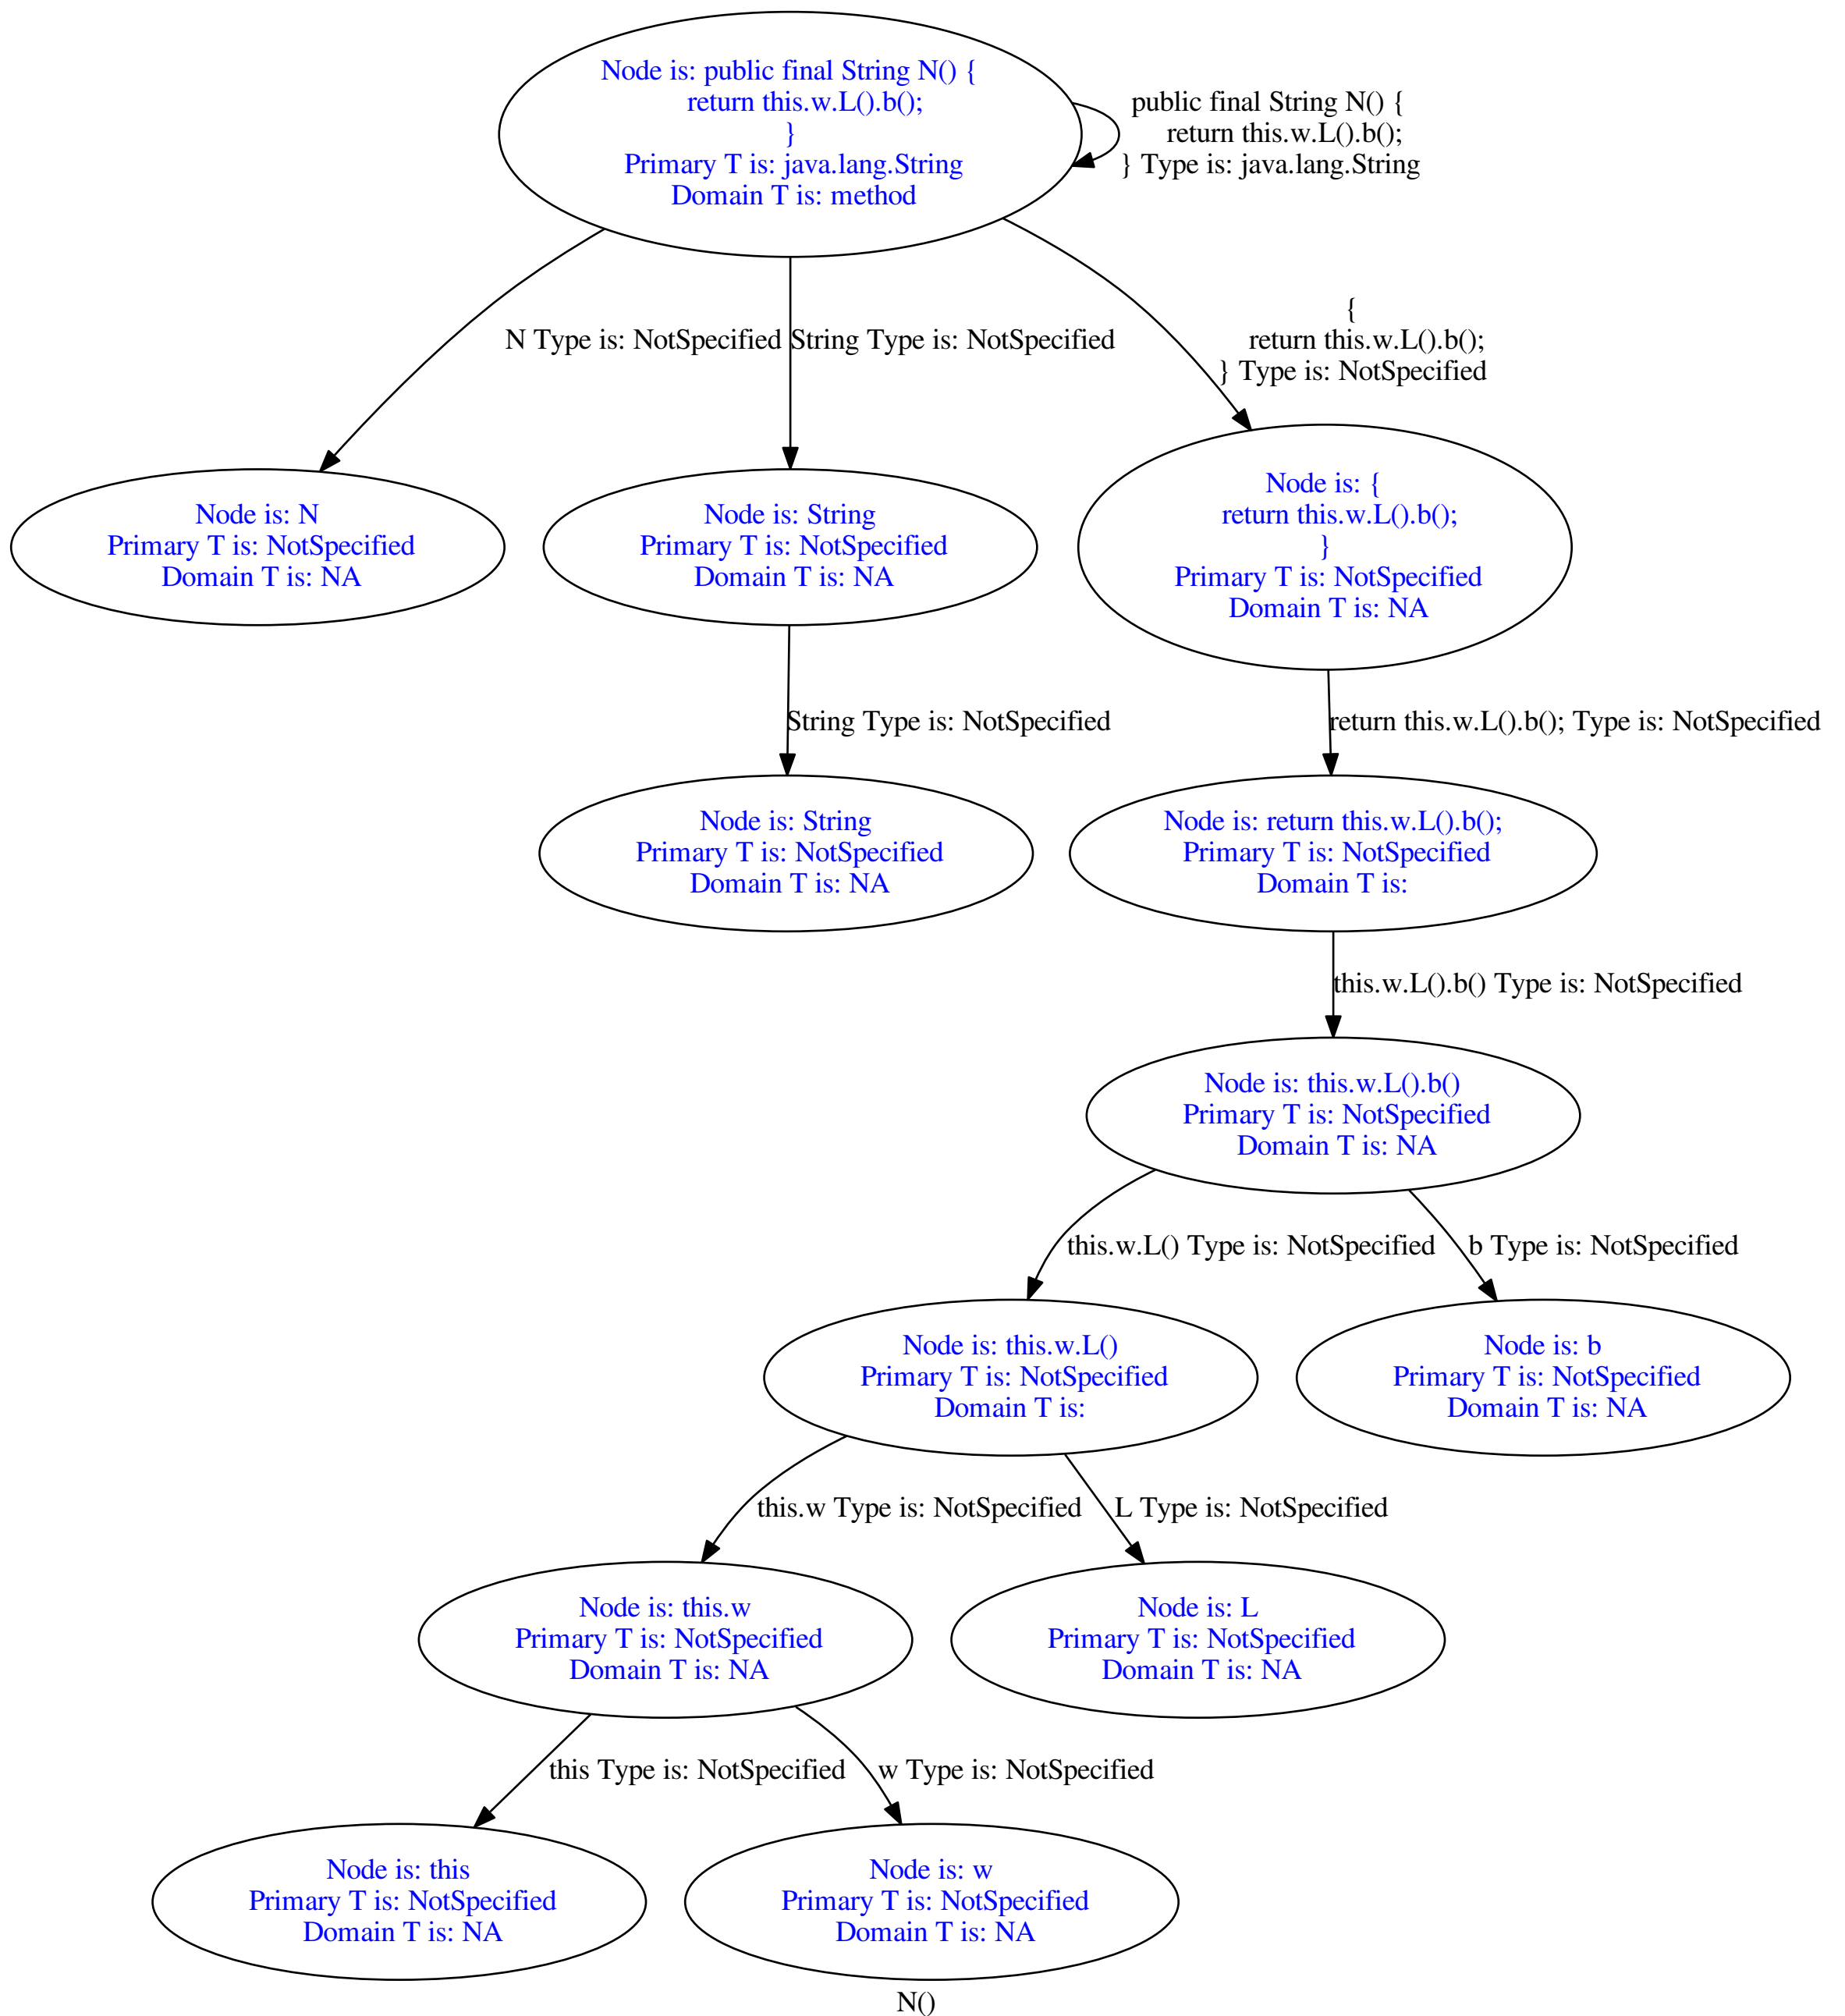 Node is: public final String N() {
return this.w.L().b();
}
Primary T is: java.lang.String
Domain T is: method
public final String N() {
return this.w.L().b();
} Type is: java.lang.String
N Type is: NotSpecified
String Type is: NotSpecified
{
return this.w.L().b();
} Type is: NotSpecified
Node is: N
Primary T is: NotSpecified
Domain T is: NA
Node is: String
Primary T is: NotSpecified
Domain T is: NA
Node is: {
return this.w.L().b();
}
Primary T is: NotSpecified
Domain T is: NA
String Type is: NotSpecified
return this.w.L().b(); Type is: NotSpecified
Node is: String
Primary T is: NotSpecified
Domain T is: NA
Node is: return this.w.L().b();
Primary T is: NotSpecified
Domain T is:
this.w.L().b() Type is: NotSpecified
Node is: this.w.L().b()
Primary T is: NotSpecified
Domain T is: NA
this.w.L() Type is: NotSpecified
b Type is: NotSpecified
Node is: this.w.L()
Primary T is: NotSpecified
Domain T is:
Node is: b
Primary T is: NotSpecified
Domain T is: NA
this.w Type is: NotSpecified
L Type is: NotSpecified
Node is: this.w
Primary T is: NotSpecified
Domain T is: NA
Node is: L
Primary T is: NotSpecified
Domain T is: NA
this Type is: NotSpecified
w Type is: NotSpecified
Node is: this
Primary T is: NotSpecified
Domain T is: NA
Node is: w
Primary T is: NotSpecified
Domain T is: NA
N()